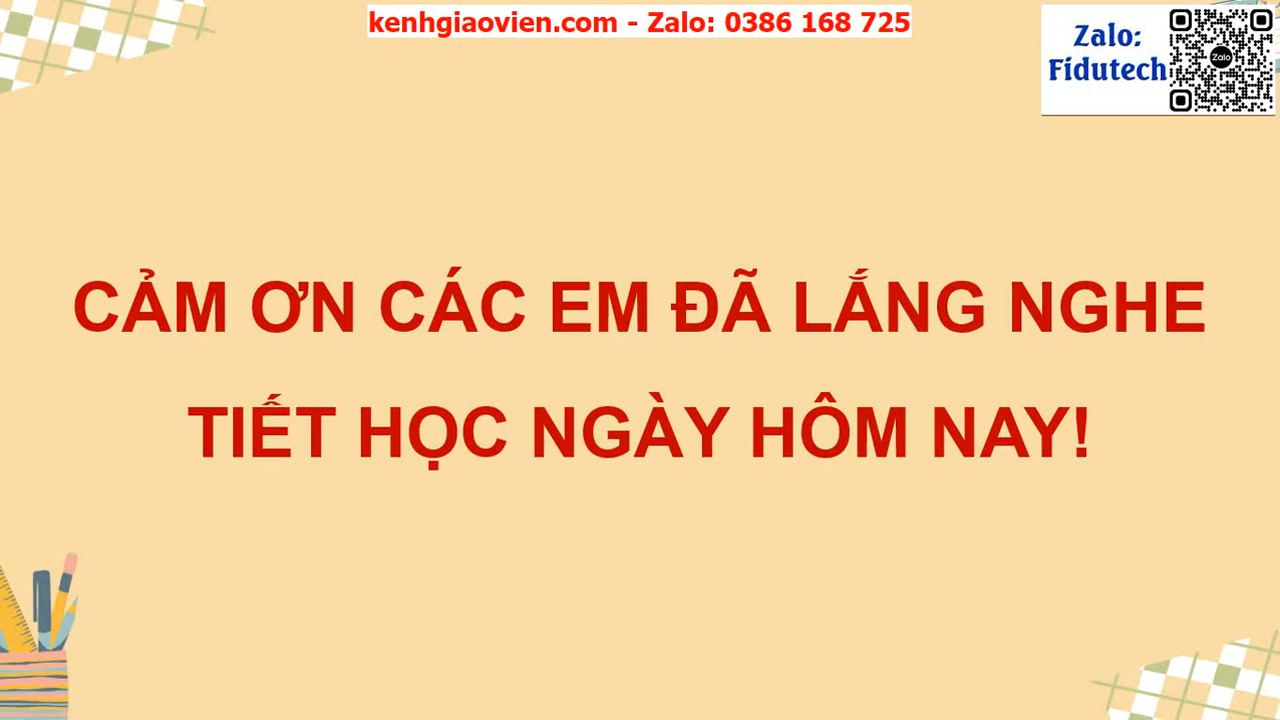 kenhgiaovien.com - Zalo: 0386 168 725
Zalo:
Fidutech
Zalo
CẢM ƠN CÁC EM ĐÃ LẮNG NGHE
TIẾT HỌC NGÀY HÔM NAY!